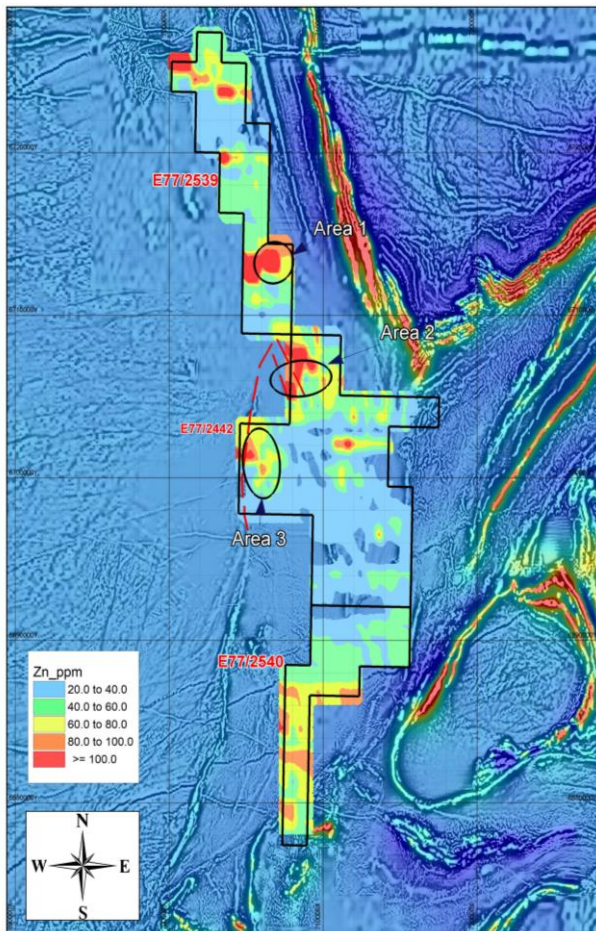 E77/2539
Area 1
Area 2
E77/2442
Area 3
E77/2540
Zn_ppm
20.0 to 40.0
40.0 to 60.0
60.0 to 80.0
80.0 to 100.0
>= 100.0
N
W E
S